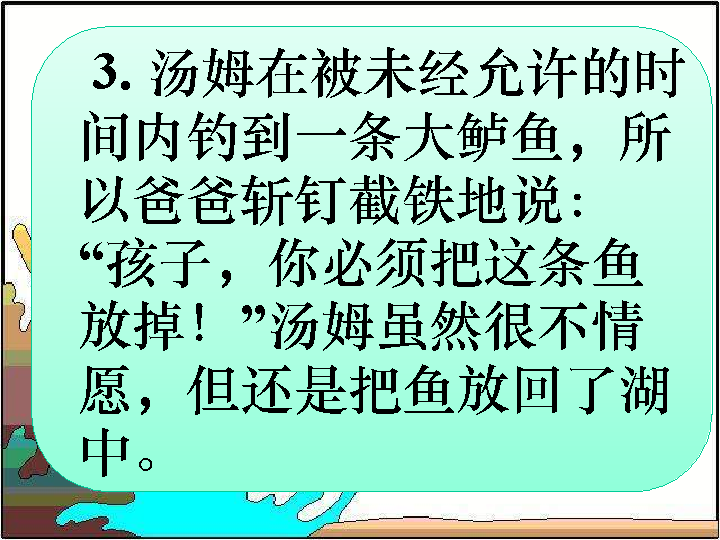 3. 汤姆在被未经允许的时
间内钓到一条大鲈鱼，所
以爸爸斩钉截铁地说：
“孩子，你必须把这条鱼
放掉！”汤姆虽然很不情
愿，但还是把鱼放回了湖
中。